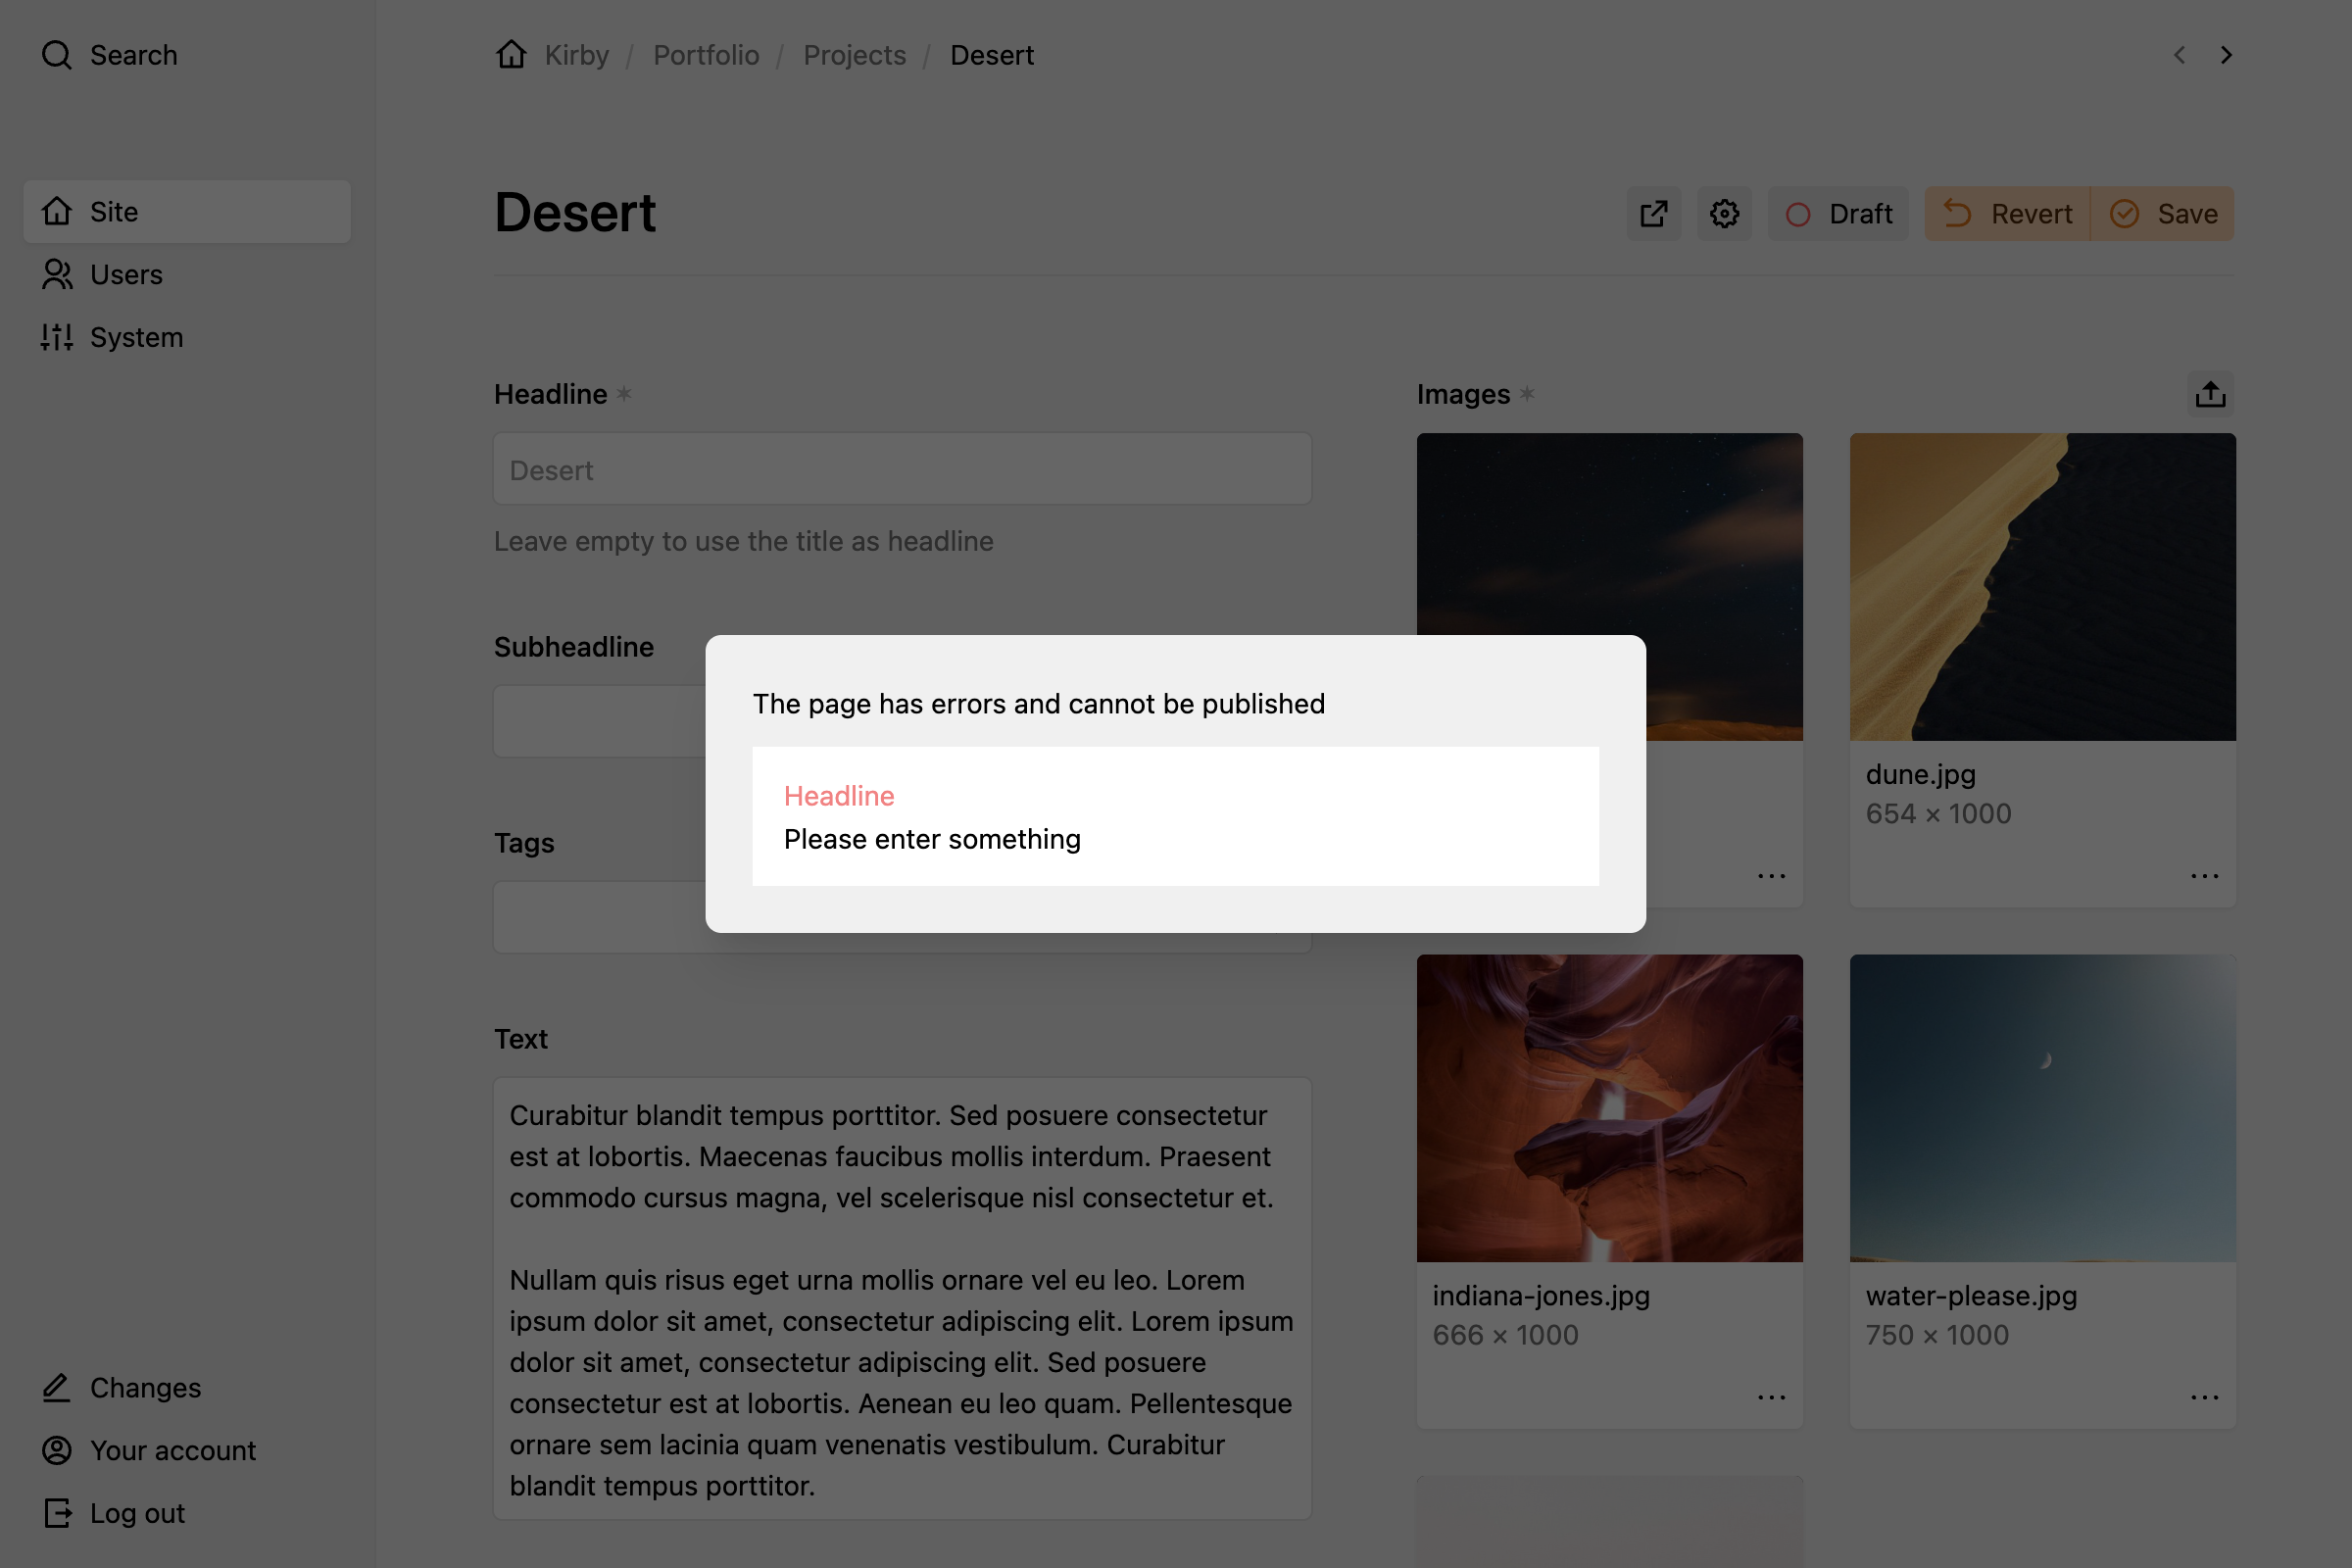 Search
Site
Users
System
Changes
Your account
Log out
Kirby / Portfolio / Projects / Desert
Desert
Draft
Revert
Save
Headline *
Desert
Leave empty to use the title as headline
Subheadline
Tags
Text
Curabitur blandit tempus porttitor. Sed posuere consectetur
est at lobortis. Maecenas faucibus mollis interdum. Praesent
commodo cursus magna, vel scelerisque nisl consectetur et.
Nullam quis risus eget urna mollis ornare vel eu leo. Lorem
ipsum dolor sit amet, consectetur adipiscing elit. Lorem ipsum
dolor sit amet, consectetur adipiscing elit. Sed posuere
consectetur est at lobortis. Aenean eu leo quam. Pellentesque
ornare sem lacinia quam venenatis vestibulum. Curabitur
blandit tempus porttitor.
The page has errors and cannot be published
Headline
Please enter something
Images *
dune.jpg
654 × 1000
indiana-jones.jpg
666 × 1000
water-please.jpg
750 × 1000